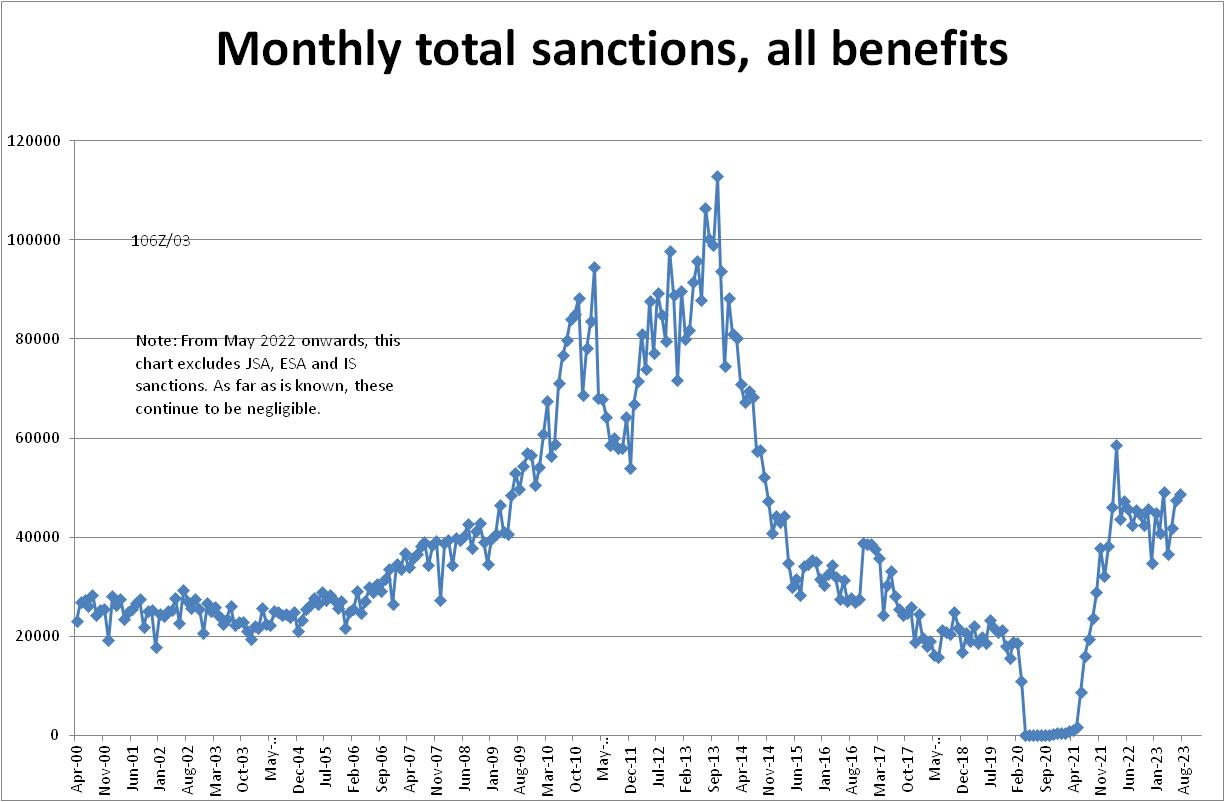 Monthly total sanctions, all benefits
120000
100000
80000
60000
40000
20000
0
106Z/03
Note: From May 2022 onwards, this
chart excludes JSA, ESA and IS
sanctions. As far as is known, these
continue to be negligible.
Apr-00
Nov-00
Jun-01
Jan-02
Aug-02
Mar-03
Oct-03
May-..
Dec-04
Jul-05
Feb-06
Sep-06
Apr-07
Nov-07
Jun-08
Jan-09
Aug-09
Mar-10
Oct-10
May-..
Dec-11
Jul-12
Feb-13
Sep-13
Apr-14
Nov-14
Jun-15
Jan-16
Aug-16
Mar-17
Oct-17
May-..
Dec-18
Jul-19
Feb-20
Sep-20
Apr-21
Nov-21
Jun-22
Jan-23
Aug-23